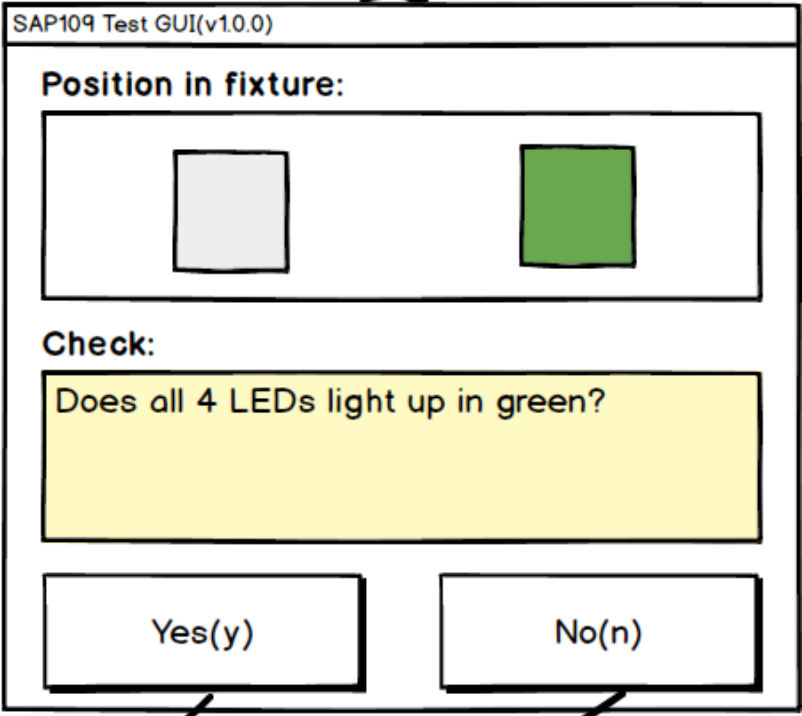 SAP109 Test GUI(v1.0.0)
Position in fixture:
Check:
Does all 4 LEDs light up in green?
Yes(y)
No(n)